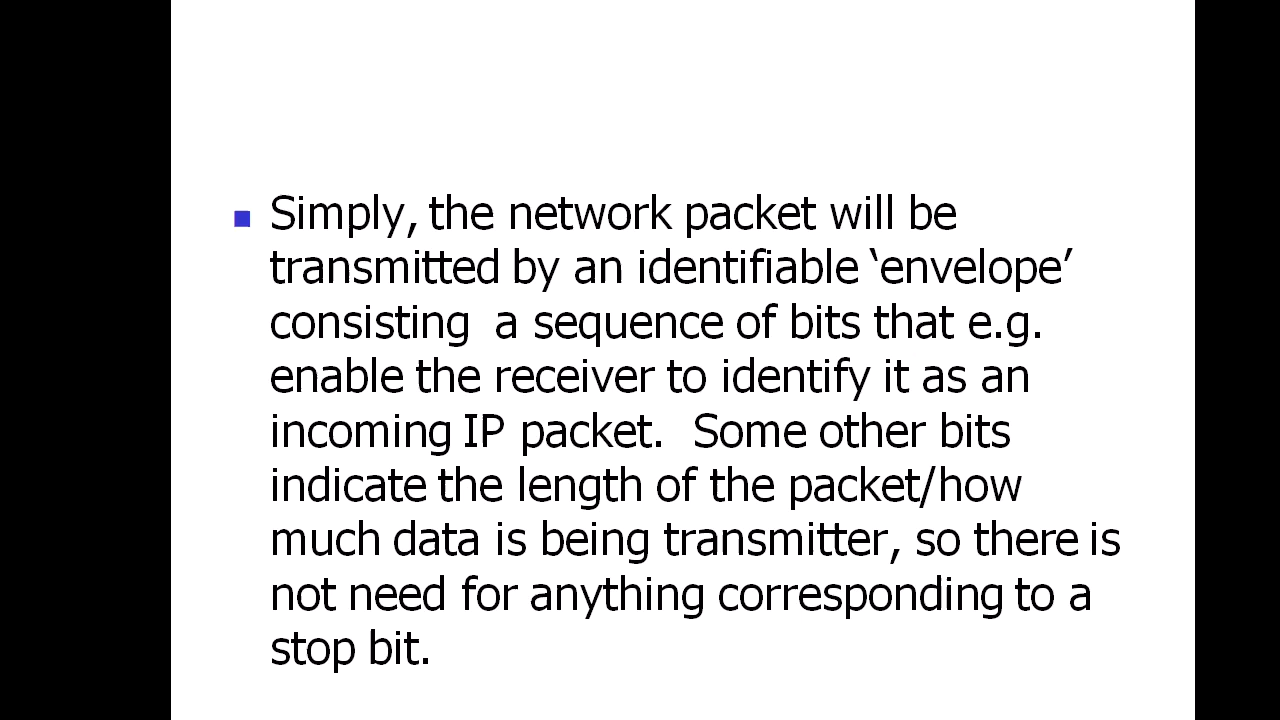 Simply, the network packet will be
transmitted by an identifiable ‘envelope’
consisting  a sequence of bits that e.g.
enable the receiver to identify it as an
incoming IP packet.  Some other bits
indicate the length of the packet/how
much data is being transmitter, so there is
not need for anything corresponding to a
stop bit.